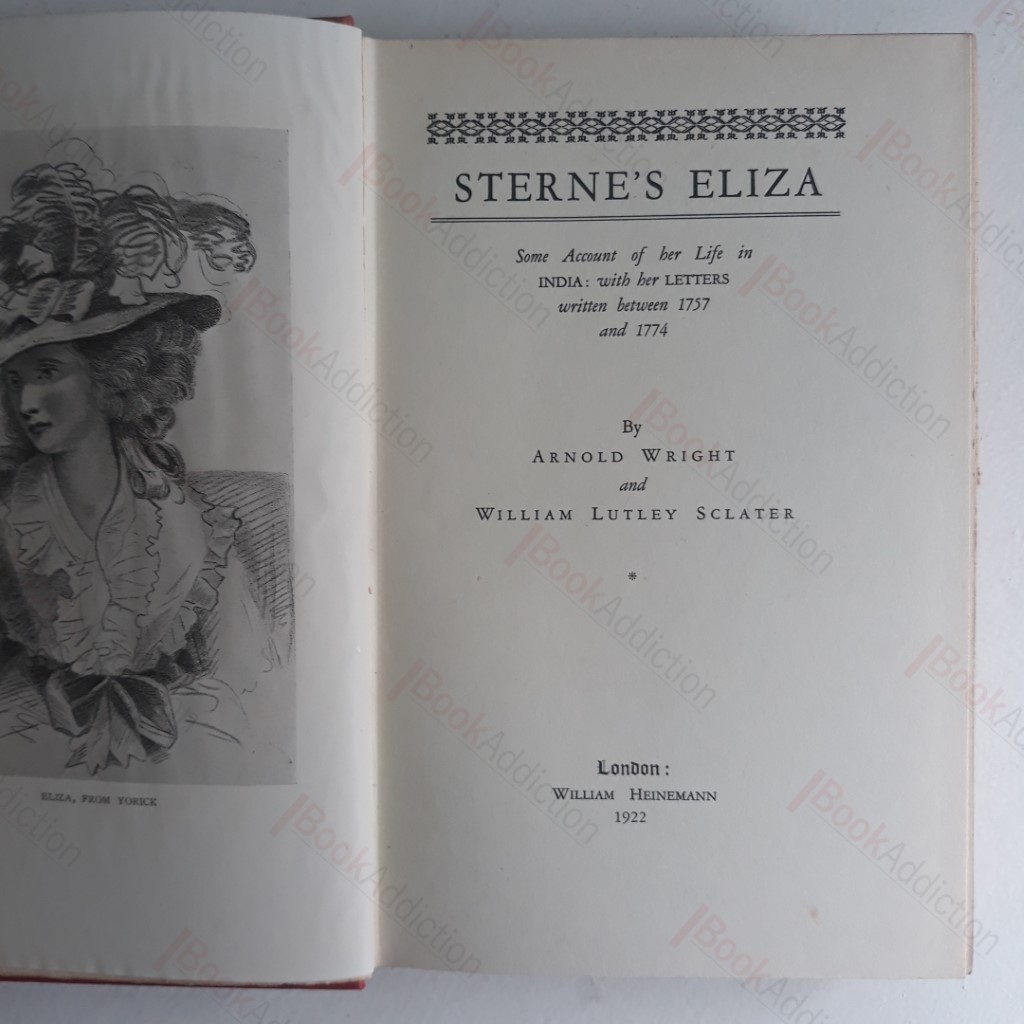 ELIZA, FROM YORICK
STERNE'S ELIZA
Some Account of her Life in
INDIA: with her LETTERS
written between 1757
and 1774
By
ARNOLD WRIGHT
and
WILLIAM LUTLEY SCLATER
London:
WILLIAM HEINEMANN
1922
BookAddiction